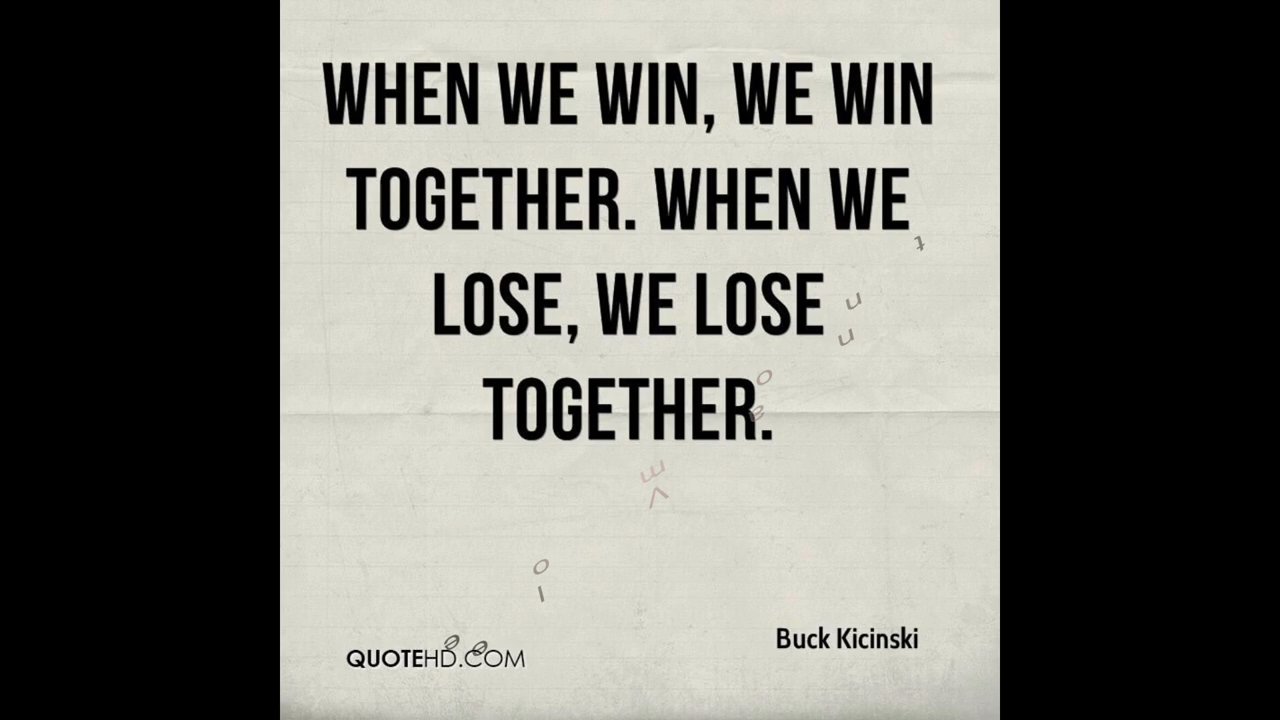 WHEN WE WIN, WE WIN
TOGETHER. WHEN WE
LOSE, WE LOSE
TOGETHER.
Buck Kicinski
QUOTEHD.COM